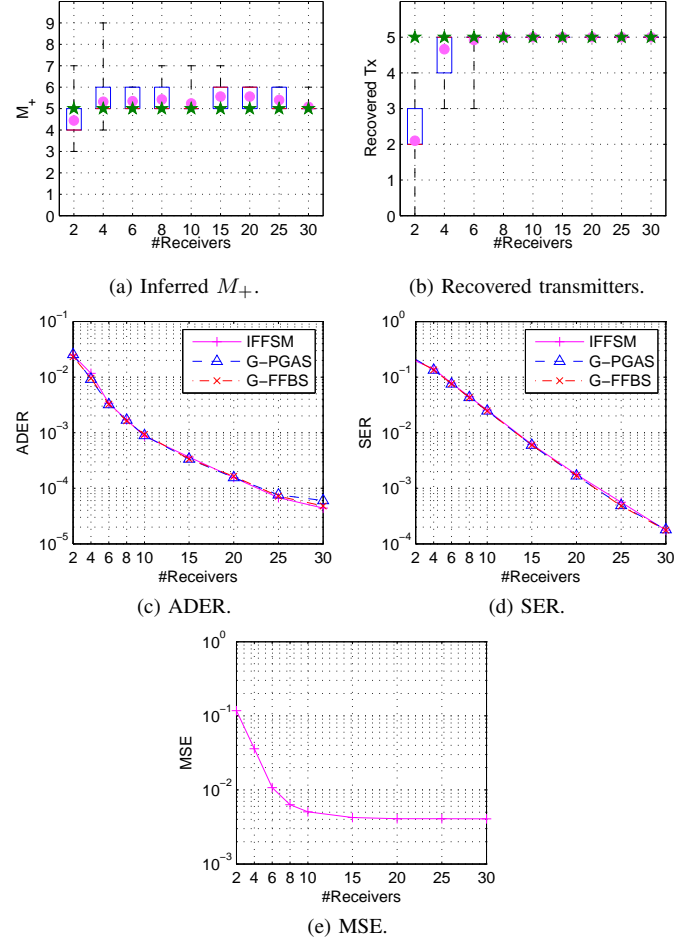 9
8
7
6
5
4
3
2
1
0
M+
2 4 6 8 10 15 20 25 30
#Receivers
(a) Inferred M+.
6
5
4
3
2
1
0
Recovered Tx
2 4 6 8 10 15 20 25 30
#Receivers
(b) Recovered transmitters.
10^-1
10^-2
10^-3
10^-4
10^-5
ADER
IFFSM
G−PGAS
G−FFBS
2 4 6 8 10 15 20 25 30
#Receivers
(c) ADER.
10^0
10^-1
10^-2
10^-3
10^-4
SER
IFFSM
G−PGAS
G−FFBS
2 4 6 8 10 15 20 25 30
#Receivers
(d) SER.
10^0
10^-1
10^-2
10^-3
MSE
2 4 6 8 10 15 20 25 30
#Receivers
(e) MSE.